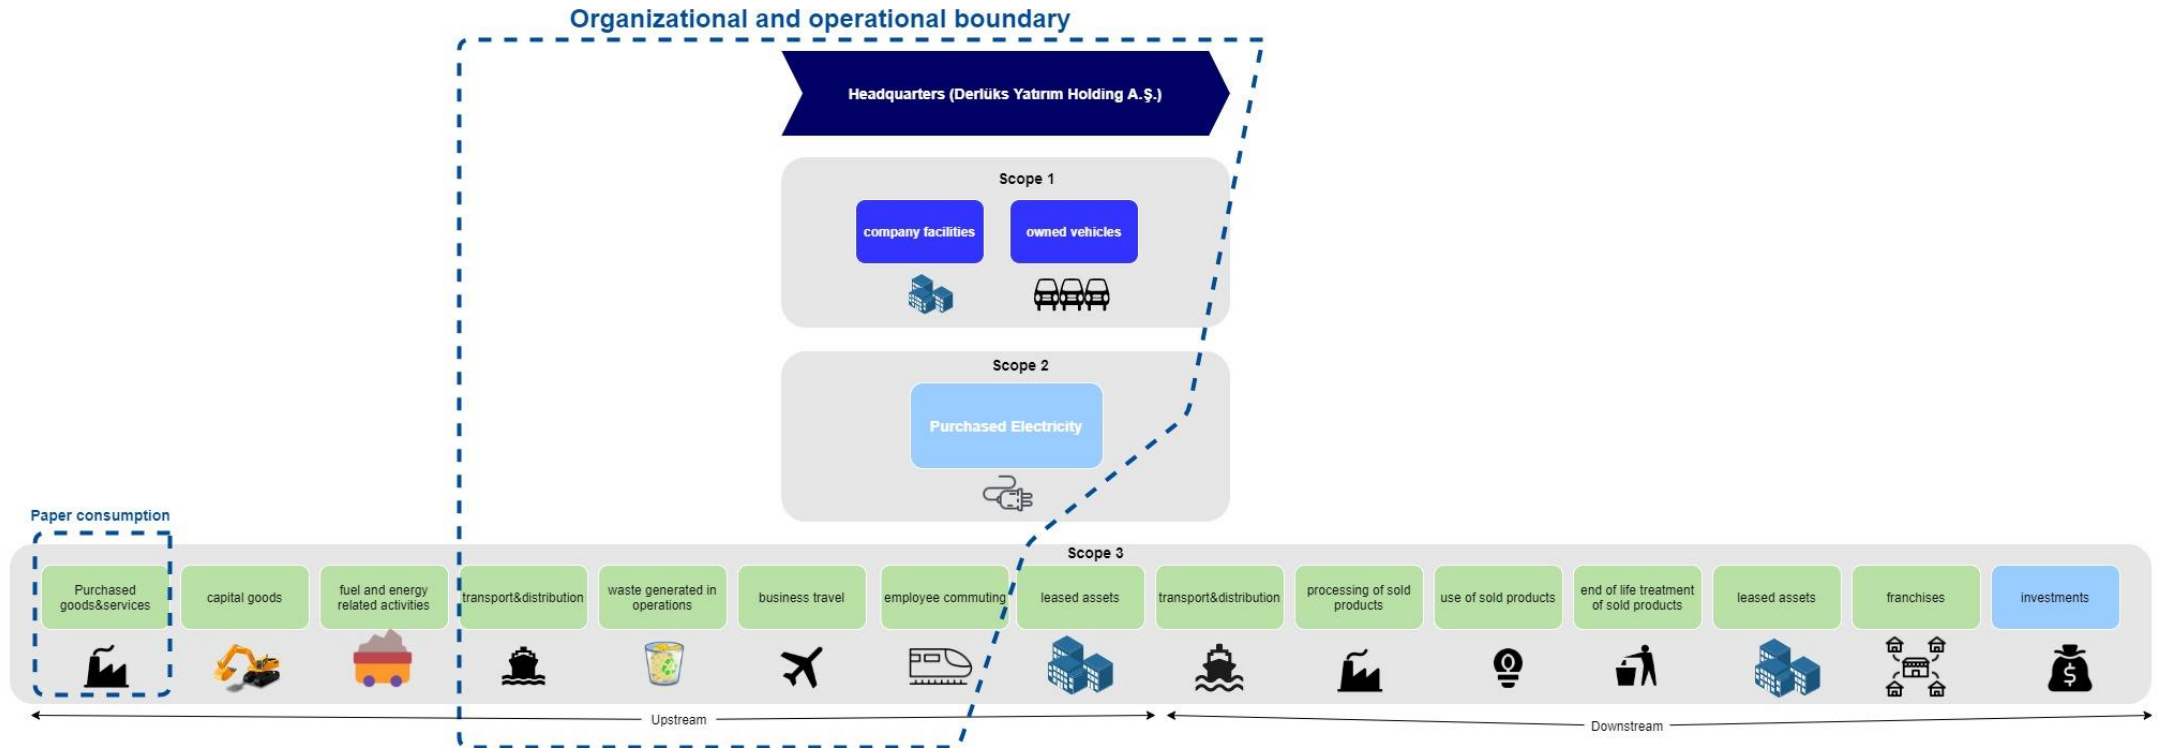 Organizational and operational boundary
Headquarters (Derlüks Yatırım Holding A.Ş.)
Scope 1
company facilities
owned vehicles
Scope 2
Purchased Electricity
Paper consumption
Scope 3
Purchased
goods&services
capital goods
fuel and energy
related activities
transport&distribution
waste generated in
operations
business travel
employee commuting
leased assets
transport&distribution
processing of sold
products
use of sold products
end of life treatment
of sold products
leased assets
franchises
investments
Upstream
Downstream